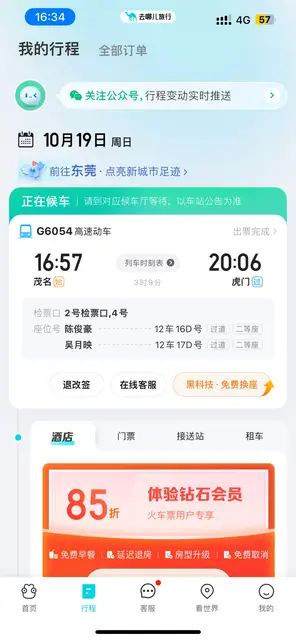 16:34
去哪儿旅行
4G 57
我的行程 全部订单
关注公众号，行程变动实时推送
10月19日 周日
前往东莞 · 点亮新城市足迹
正在候车 请到对应候车厅等待，以车站公告为准
G6054 高速动车 出票完成
16:57 列车时刻表 20:06
茂名 始 3时9分 虎门 过
检票口 2号检票口,4号
座位号 陈俊豪 12车16D号 过道 二等座
吴月映 12车17D号 过道 二等座
退改签 在线客服 黑科技 · 免费换座
酒店 门票 接送站 租车
85折 体验钻石会员
火车票用户专享
免费早餐 延迟退房 房型升级 免费取消
首页 行程 客服 看世界 我的